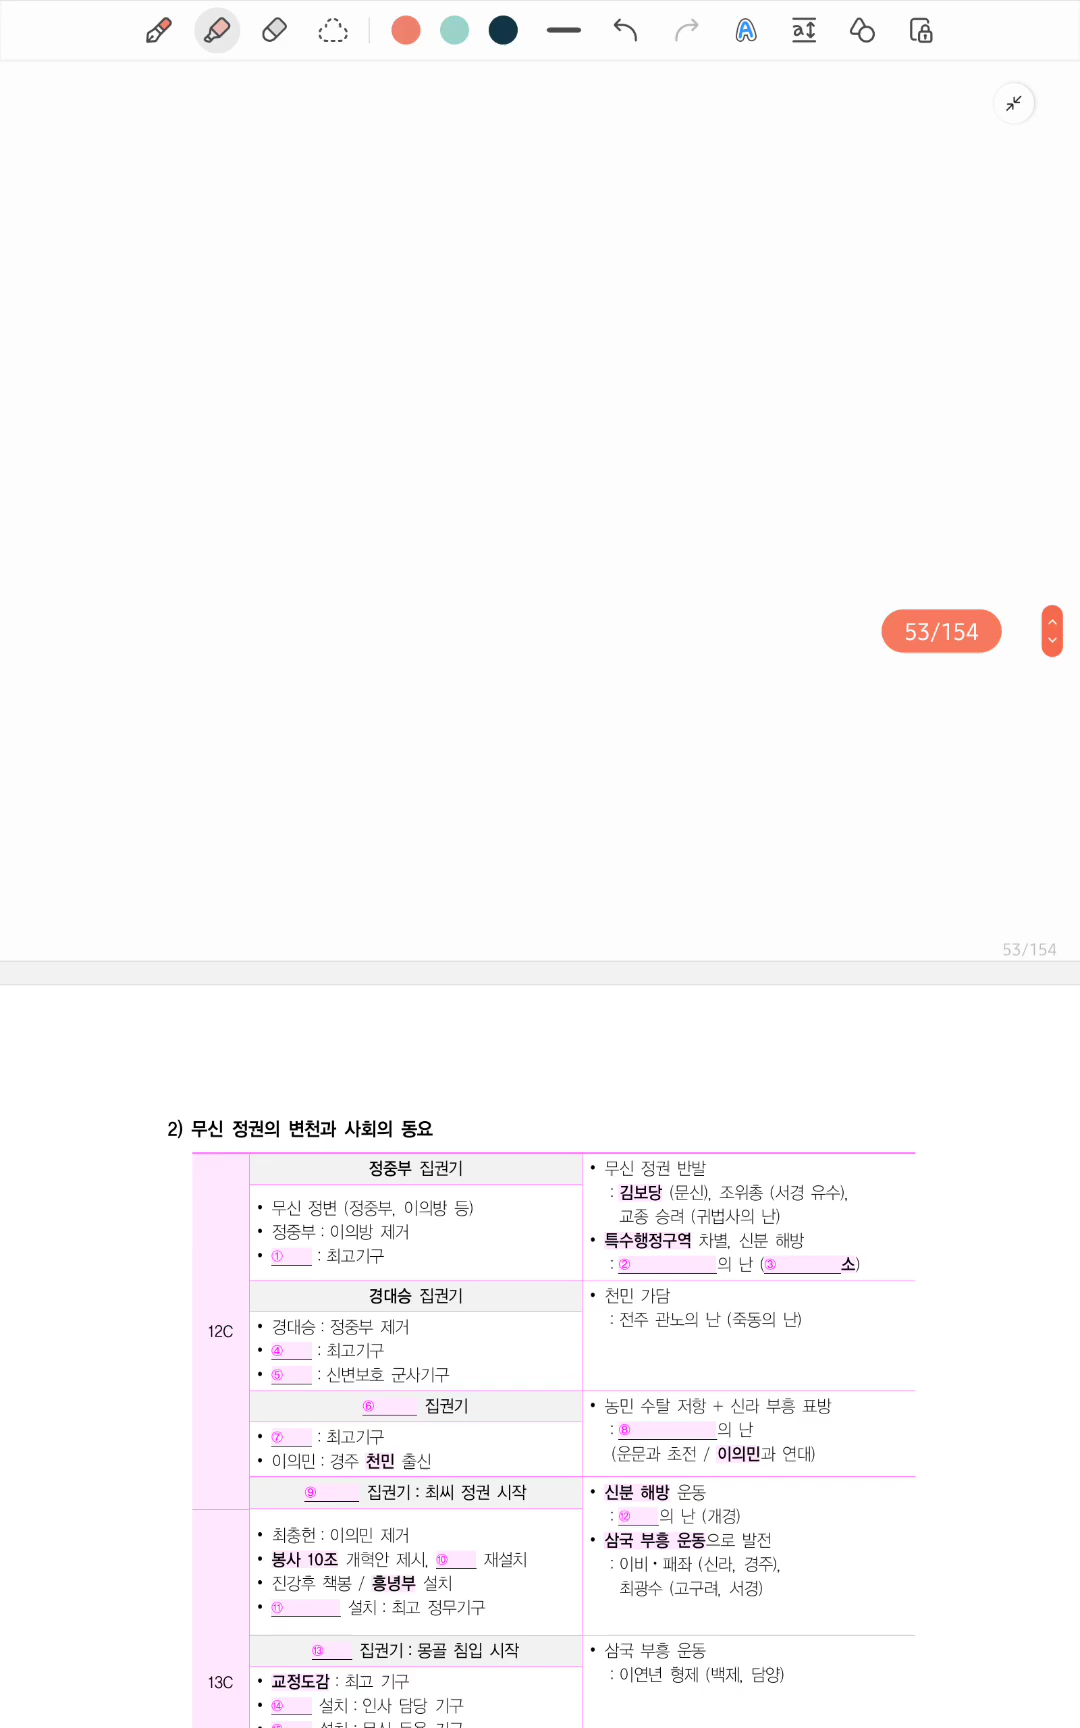 53/154
53/154
2) 무신 정권의 변천과 사회의 동요
12C
정중부 집권기
• 무신 정변 (정중부, 이의방 등)
• 정중부 : 이의방 제거
• ① : 최고기구
• 무신 정권 반발
: 김보당 (문신), 조위총 (서경 유수),
교종 승려 (귀법사의 난)
• 특수행정구역 차별, 신분 해방
: ② 의 난 (③ 소)
경대승 집권기
• 경대승 : 정중부 제거
• ④ : 최고기구
• ⑤ : 신변보호 군사기구
• 천민 가담
: 전주 관노의 난 (죽동의 난)
⑥ 집권기
• ⑦ : 최고기구
• 이의민 : 경주 천민 출신
• 농민 수탈 저항 + 신라 부흥 표방
: ⑧ 의 난
(운문과 초전 / 이의민과 연대)
⑨ 집권기 : 최씨 정권 시작
• 최충헌 : 이의민 제거
• 봉사 10조 개혁안 제시, ⑩ 재설치
• 진강후 책봉 / 흥녕부 설치
• ⑪ 설치 : 최고 정무기구
• 신분 해방 운동
: ⑫ 의 난 (개경)
• 삼국 부흥 운동으로 발전
: 이비·패좌 (신라, 경주),
최광수 (고구려, 서경)
13C
⑬ 집권기 : 몽골 침입 시작
• 교정도감 : 최고 기구
• ⑭ 설치 : 인사 담당 기구
• 삼국 부흥 운동
: 이연년 형제 (백제, 담양)